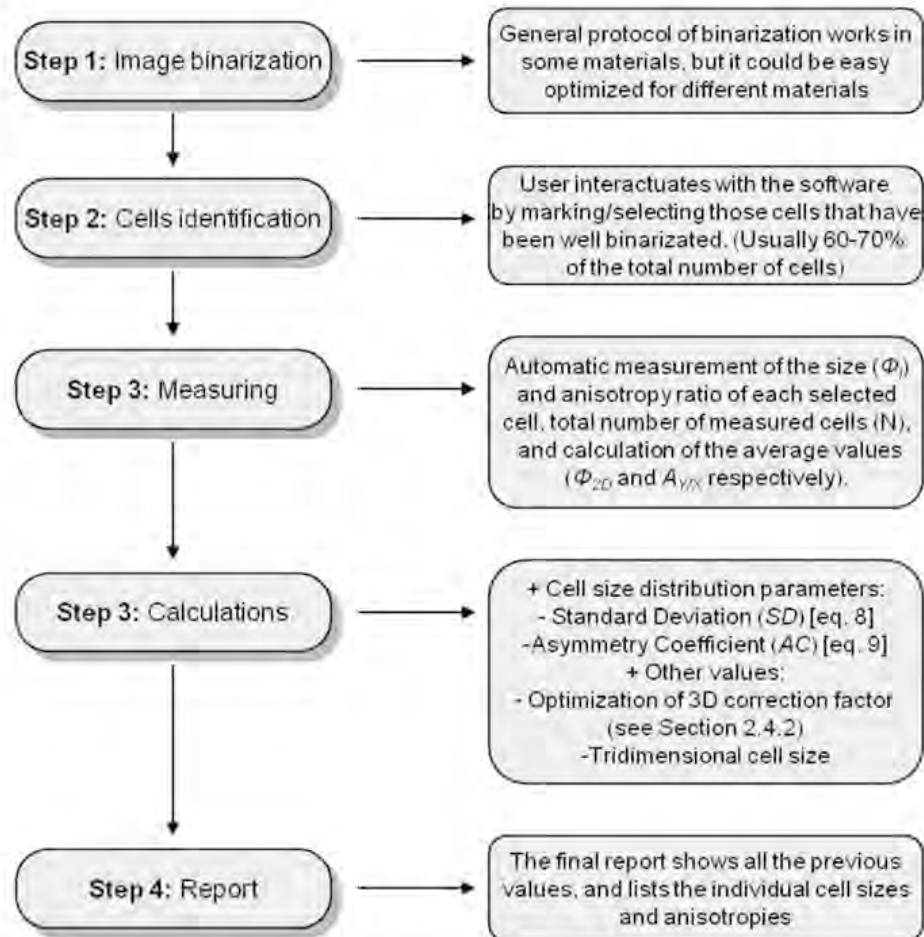 Step 1: Image binarization
General protocol of binarization works in
some materials, but it could be easy
optimized for different materials
Step 2: Cells identification
User interactuates with the software
by marking/selecting those cells that have
been well binarizated. (Usually 60-70%
of the total number of cells)
Step 3: Measuring
Automatic measurement of the size (Φi)
and anisotropy ratio of each selected
cell, total number of measured cells (N),
and calculation of the average values
(Φ2D and AY/X respectively).
Step 3: Calculations
+ Cell size distribution parameters:
- Standard Deviation (SD) [eq. 8]
-Asymmetry Coefficient (AC) [eq. 9]
+ Other values:
- Optimization of 3D correction factor
(see Section 2.4.2)
-Tridimensional cell size
Step 4: Report
The final report shows all the previous
values, and lists the individual cell sizes
and anisotropies